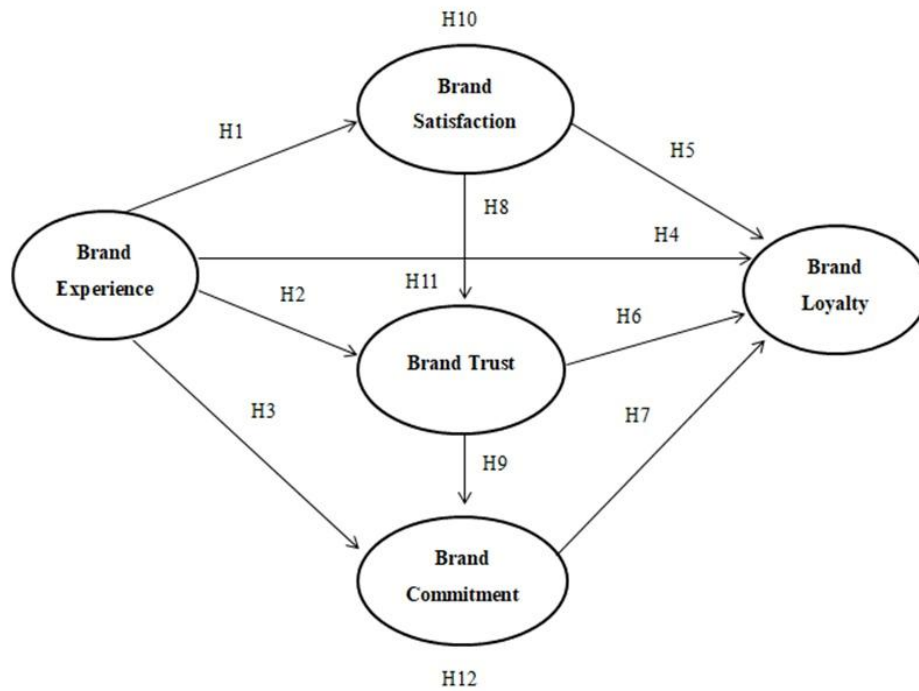 H10
Brand
Satisfaction
H1
H5
H8
H4
Brand
Experience
Brand
Loyalty
H11
H2
H6
Brand Trust
H3
H7
H9
Brand
Commitment
H12